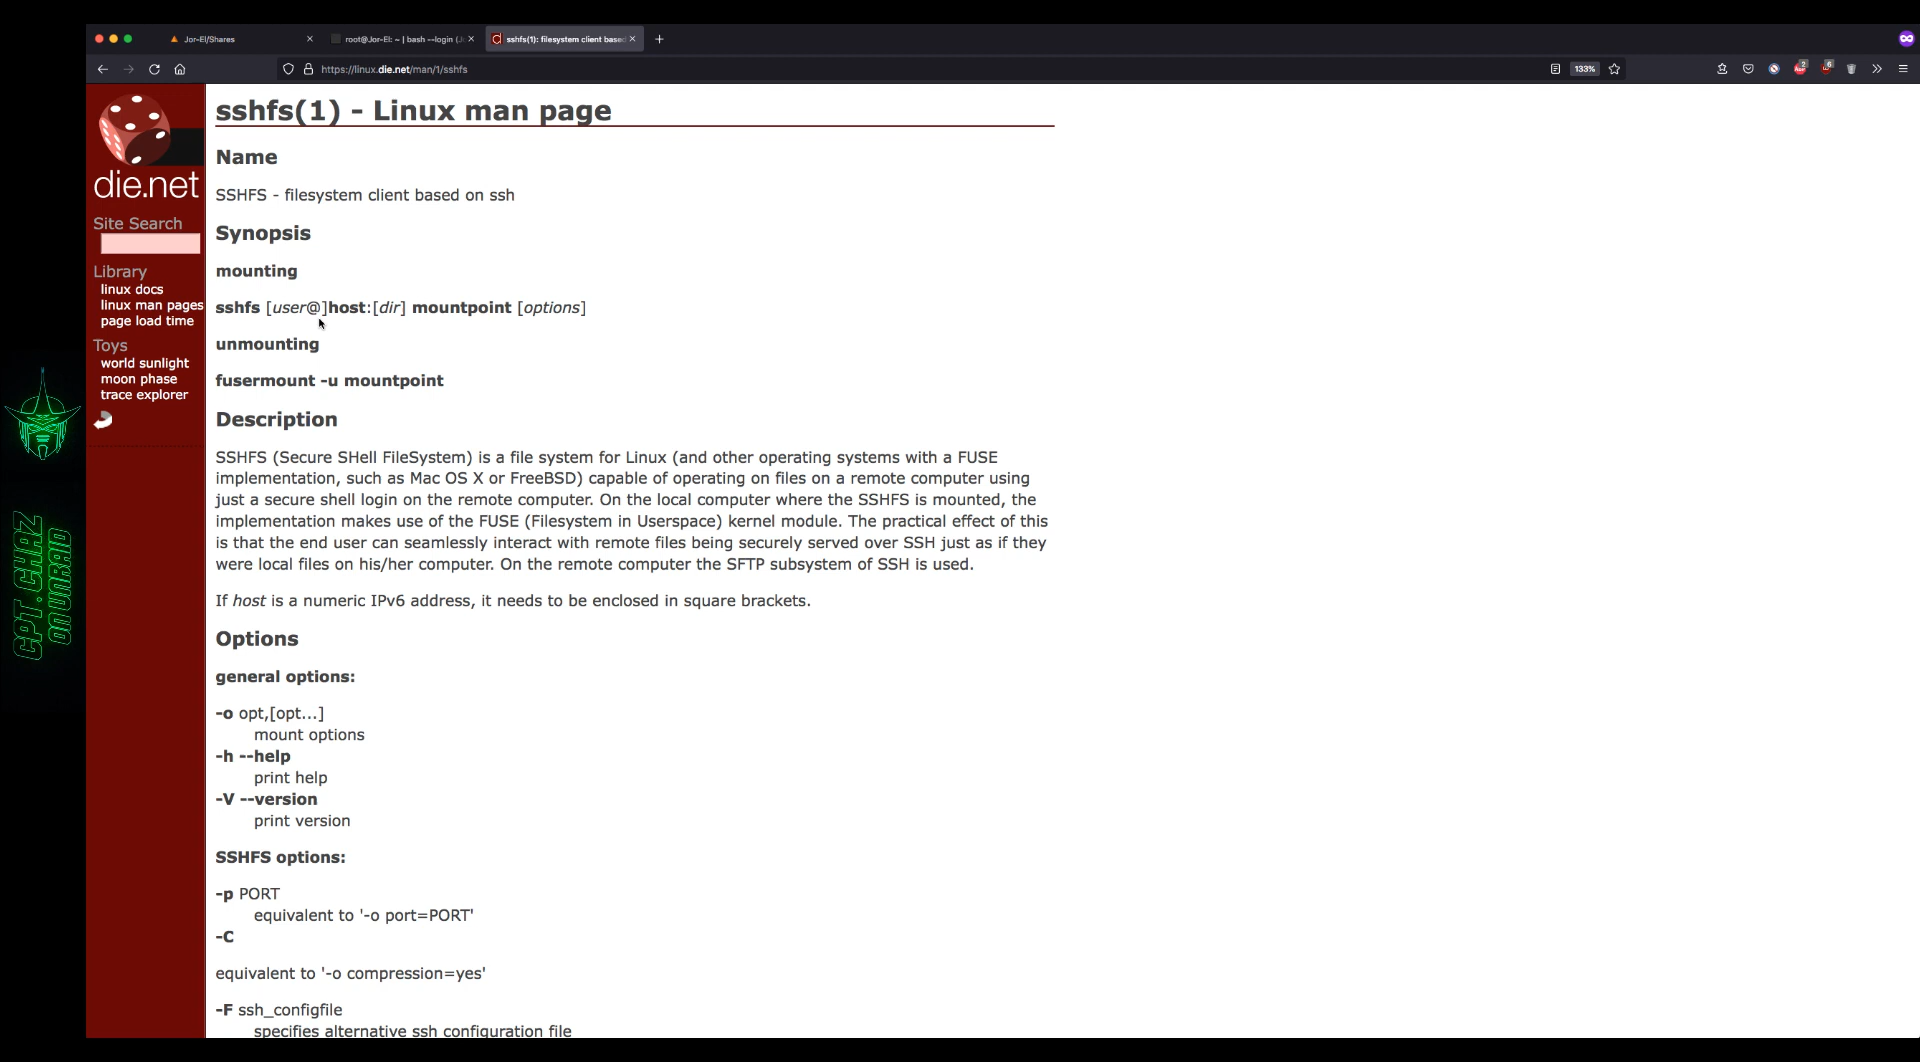 Jor-El/Shares
root@Jor-El: ~ | bash --login (J
sshfs(1): filesystem client based
https://linux.die.net/man/1/sshfs
133%
2
6
die.net
Site Search
Library
linux docs
linux man pages
page load time
Toys
world sunlight
moon phase
trace explorer
CPT.CHAZ
ON UNRAID
sshfs(1) - Linux man page
Name
SSHFS - filesystem client based on ssh
Synopsis
mounting
sshfs [user@]host:[dir] mountpoint [options]
unmounting
fusermount -u mountpoint
Description
SSHFS (Secure SHell FileSystem) is a file system for Linux (and other operating systems with a FUSE
implementation, such as Mac OS X or FreeBSD) capable of operating on files on a remote computer using
just a secure shell login on the remote computer. On the local computer where the SSHFS is mounted, the
implementation makes use of the FUSE (Filesystem in Userspace) kernel module. The practical effect of this
is that the end user can seamlessly interact with remote files being securely served over SSH just as if they
were local files on his/her computer. On the remote computer the SFTP subsystem of SSH is used.
If host is a numeric IPv6 address, it needs to be enclosed in square brackets.
Options
general options:
-o opt,[opt...]
mount options
-h --help
print help
-V --version
print version
SSHFS options:
-p PORT
equivalent to '-o port=PORT'
-C
equivalent to '-o compression=yes'
-F ssh_configfile
specifies alternative ssh configuration file